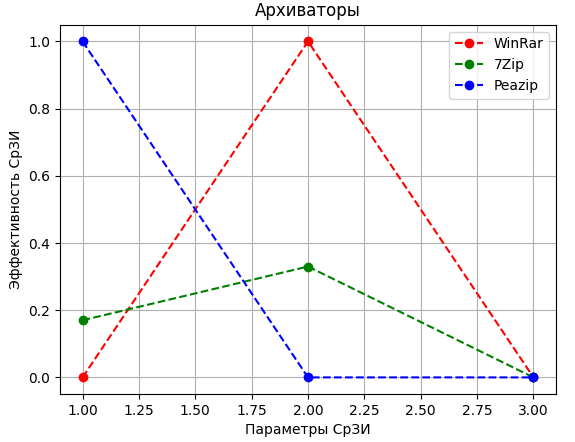 Архиваторы
WinRar
7Zip
Peazip
Эффективность СрЗИ
1.0
0.8
0.6
0.4
0.2
0.0
1.00 1.25 1.50 1.75 2.00 2.25 2.50 2.75 3.00
Параметры СрЗИ